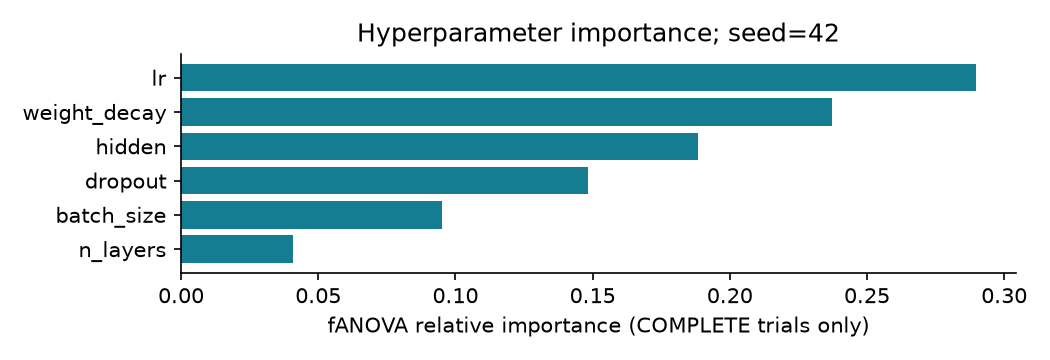 Hyperparameter importance; seed=42
lr
weight_decay
hidden
dropout
batch_size
n_layers
0.00 0.05 0.10 0.15 0.20 0.25 0.30
fANOVA relative importance (COMPLETE trials only)